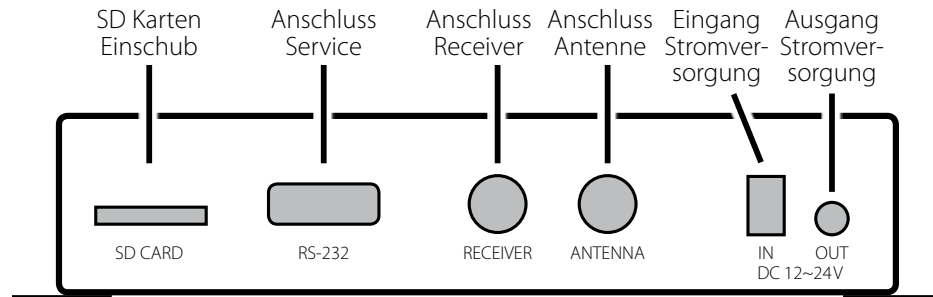 SD Karten
Einschub
Anschluss
Service
Anschluss
Receiver
Anschluss
Antenne
Eingang
Stromver-
sorgung
Ausgang
Stromver-
sorgung
SD CARD
RS-232
RECEIVER
ANTENNA
IN
OUT
DC 12~24V